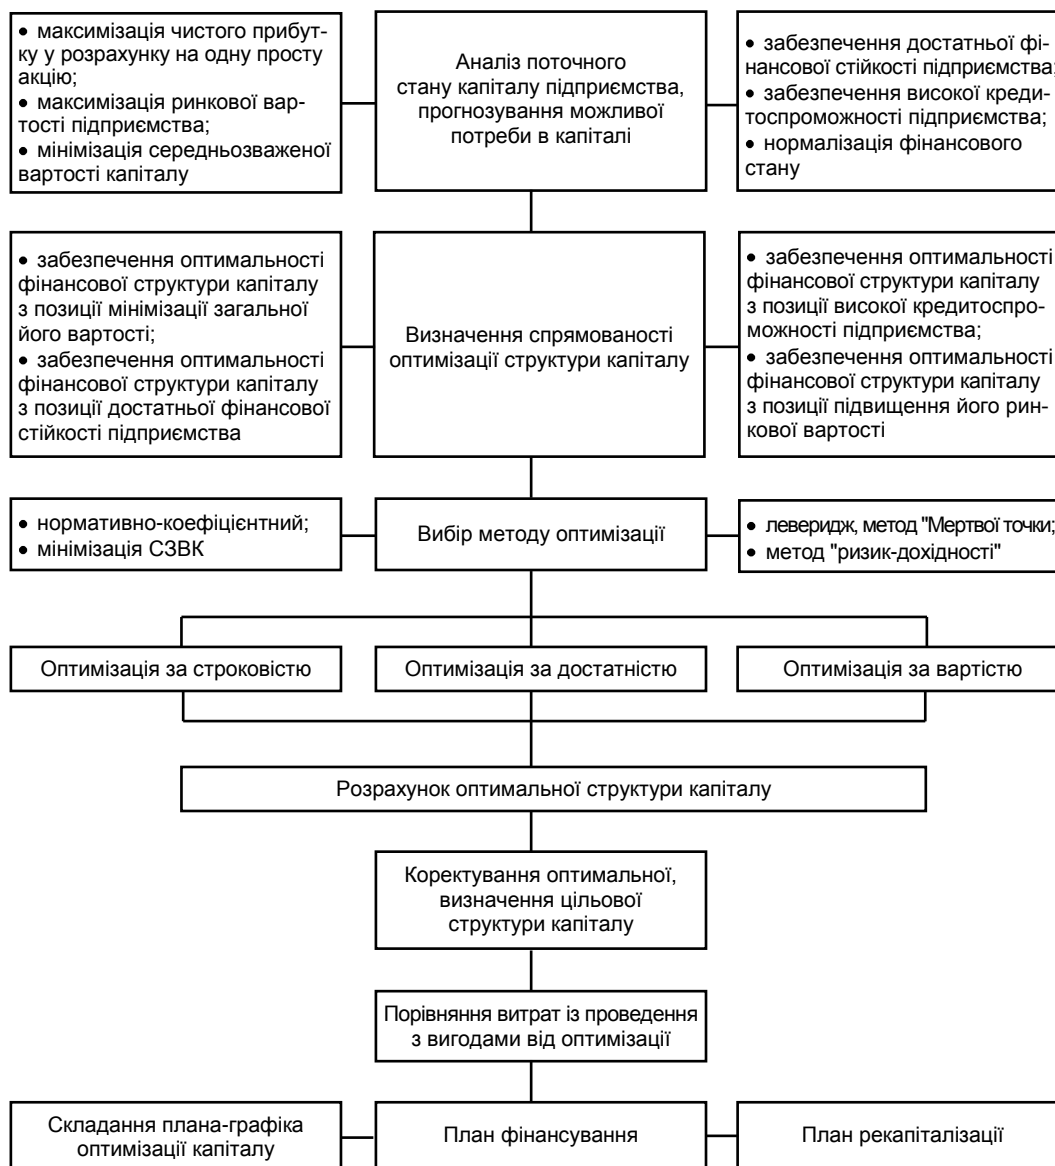 • максимізація чистого прибут-
ку у розрахунку на одну просту
акцію;
• максимізація ринкової вар-
тості підприємства;
• мінімізація середньозваженої
вартості капіталу
Аналіз поточного
стану капіталу підприємства,
прогнозування можливої
потреби в капіталі
• забезпечення достатньої фі-
нансової стійкості підприємства;
• забезпечення високої креди-
тоспроможності підприємства;
• нормалізація фінансового
стану
• забезпечення оптимальності
фінансової структури капіталу
з позиції мінімізації загальної
його вартості;
• забезпечення оптимальності
фінансової структури капіталу
з позиції достатньої фінансової
стійкості підприємства
Визначення спрямованості
оптимізації структури капіталу
• забезпечення оптимальності
фінансової структури капіталу
з позиції високої кредитоспро-
можності підприємства;
• забезпечення оптимальності
фінансової структури капіталу
з позиції підвищення його рин-
кової вартості
• нормативно-коефіцієнтний;
• мінімізація СЗВК
Вибір методу оптимізації
• леверидж, метод "Мертвої точки;
• метод "ризик-дохідності"
Оптимізація за строковістю
Оптимізація за достатністю
Оптимізація за вартістю
Розрахунок оптимальної структури капіталу
Коректування оптимальної,
визначення цільової
структури капіталу
Порівняння витрат із проведення
з вигодами від оптимізації
Складання плана-графіка
оптимізації капіталу
План фінансування
План рекапіталізації